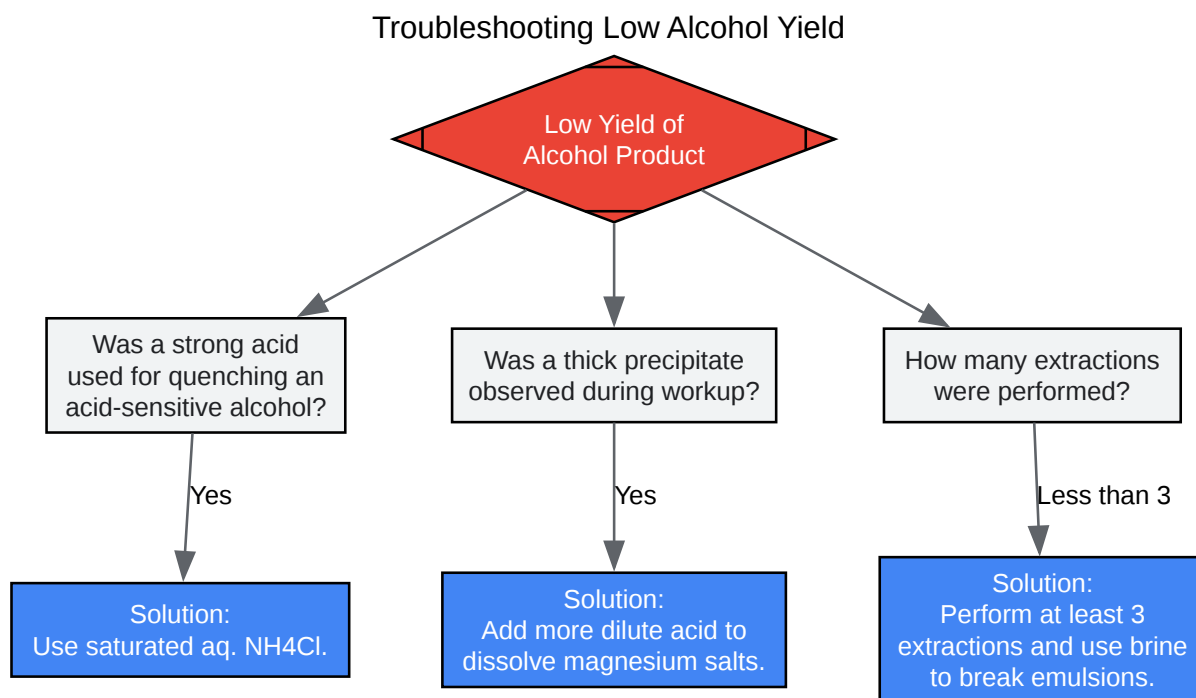 Troubleshooting Low Alcohol Yield
Low Yield of
Alcohol Product
Was a strong acid
used for quenching an
acid-sensitive alcohol?
Was a thick precipitate
observed during workup?
How many extractions
were performed?
Yes
Yes
Less than 3
Solution:
Use saturated aq. NH4Cl.
Solution:
Add more dilute acid to
dissolve magnesium salts.
Solution:
Perform at least 3
extractions and use brine
to break emulsions.